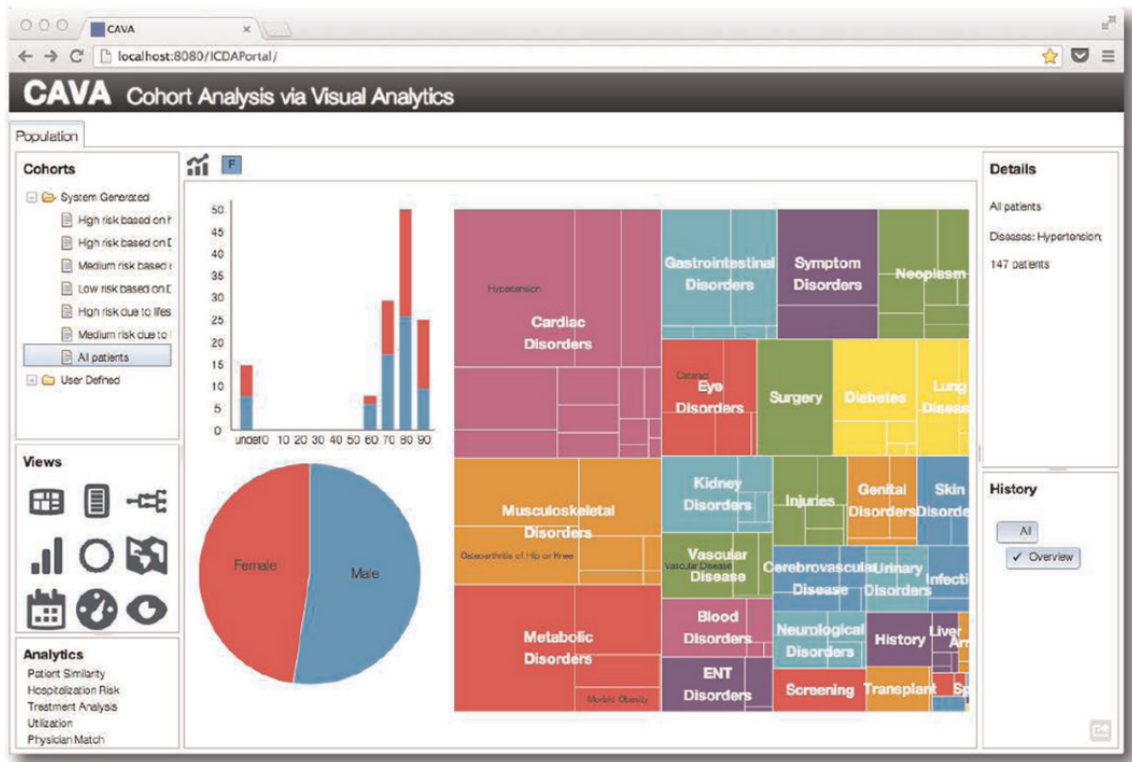 CAVA
localhost:8080/ICDAPortal/
CAVA Cohort Analysis via Visual Analytics
Population
Cohorts
System Generated
High risk based on
High risk based on D
Medium risk based
Low risk based on D
High risk due to lifes
Medium risk due to
All patients
User Defined
Views
Analytics
Patient Similarity
Hospitalization Risk
Treatment Analysis
Utilization
Physician Match
F
50
45
40
35
30
25
20
15
10
5
0
10 20 30 40 50 60 70 80 90
Female
Male
Hypertension
Cardiac
Disorders
Gastrointestinal
Disorders
Symptom
Disorders
Neoplasm
Cataract
Eye
Disorders
Surgery
Diabetes
Lung
Diseas
Musculoskeletal
Disorders
Osteoarthritis of Hip or Knee
Kidney
Disorders
Injuries
Genital
Disorders
Skin
Disorde
Vascular
Disease
Vascular Disease
Cerebrovascular
Disease
Urinary
Disorders
Infecti
Metabolic
Disorders
Morbid Obesity
Blood
Disorders
Neurological
Disorders
History
Liver
Arr
ENT
Disorders
Screening
Transplant
Sp
Details
All patients
Diseases: Hypertension;
147 patients
History
All
✓ Overview